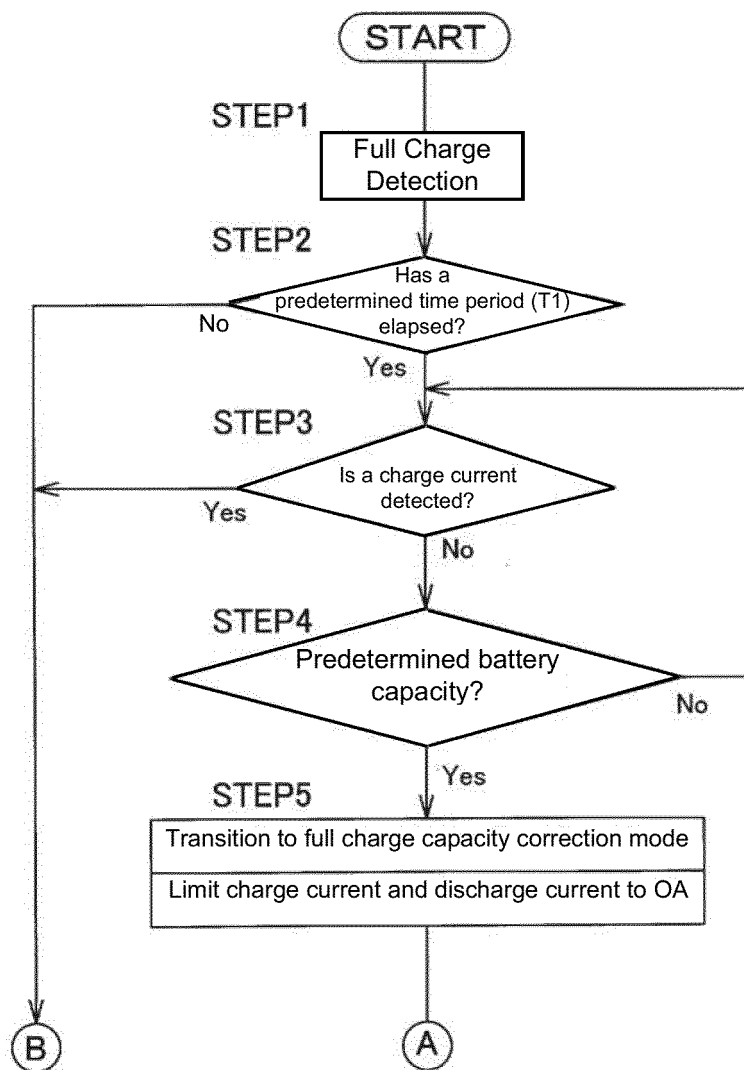 START
STEP1
Full Charge
Detection
STEP2
Has a
predetermined time period (T1)
elapsed?
No
Yes
STEP3
Is a charge current
detected?
Yes
No
STEP4
Predetermined battery
capacity?
No
Yes
STEP5
Transition to full charge capacity correction mode
Limit charge current and discharge current to OA
B
A